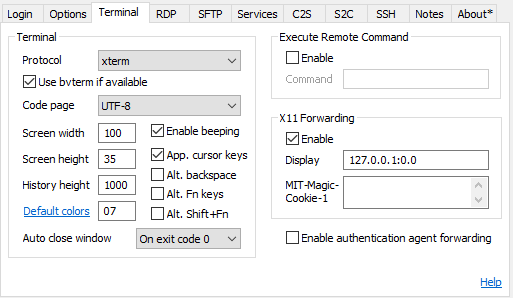 Login Options Terminal RDP SFTP Services C2S S2C SSH Notes About*
Terminal
Protocol xterm
Use bvterm if available
Code page UTF-8
Screen width 100 Enable beeping
Screen height 35 App. cursor keys
Alt. backspace
History height 1000 Alt. Fn keys
Default colors 07 Alt. Shift+Fn
Auto close window On exit code 0
Execute Remote Command
Enable
Command
X11 Forwarding
Enable
Display 127.0.0.1:0.0
MIT-Magic-
Cookie-1
Enable authentication agent forwarding
Help